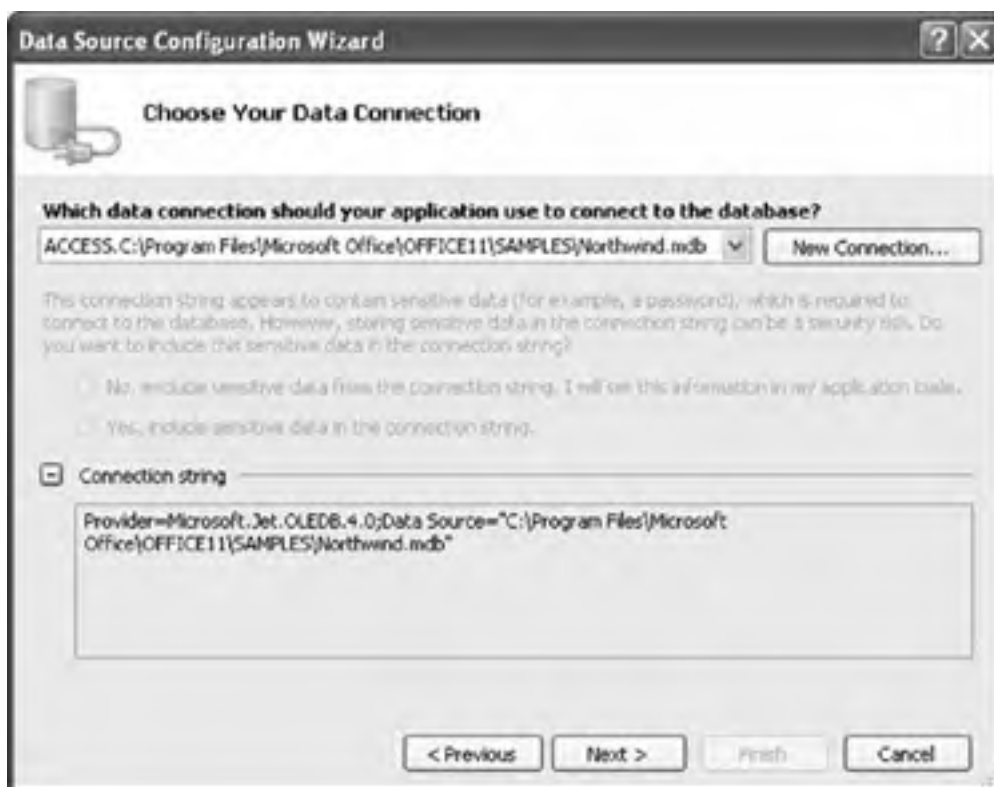 Data Source Configuration Wizard
Choose Your Data Connection
Which data connection should your application use to connect to the database?
ACCESS.C:\Program Files\Microsoft Office\OFFICE11\SAMPLES\Northwind.mdb
New Connection...
This connection string appears to contain sensitive data (for example, a password), which is required to
connect to the database. However, storing sensitive data in the connection string can be a security risk. Do
you want to include this sensitive data in the connection string?
No, exclude sensitive data from the connection string. I will set this information in my application code.
Yes, include sensitive data in the connection string.
Connection string
Provider=Microsoft.Jet.OLEDB.4.0;Data Source="C:\Program Files\Microsoft
Office\OFFICE11\SAMPLES\Northwind.mdb"
< Previous
Next >
Finish
Cancel